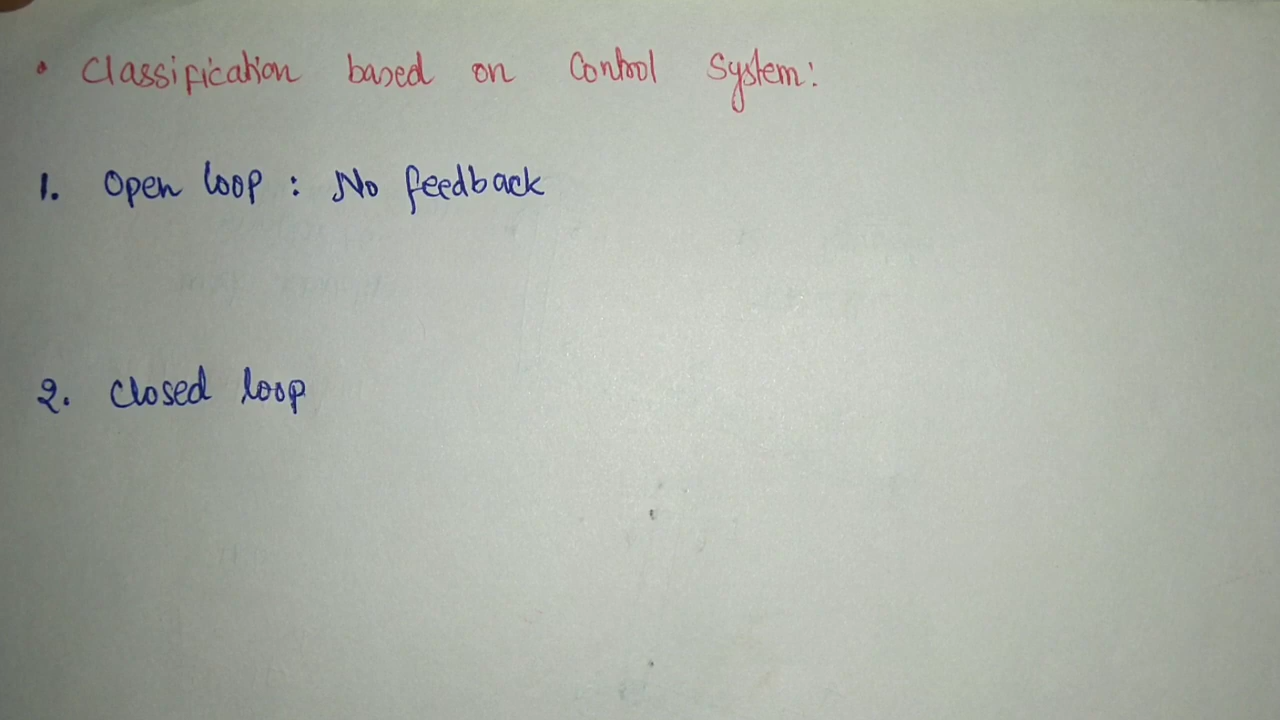 • Classification based on Control System:
1. Open loop : No feedback
2. Closed loop